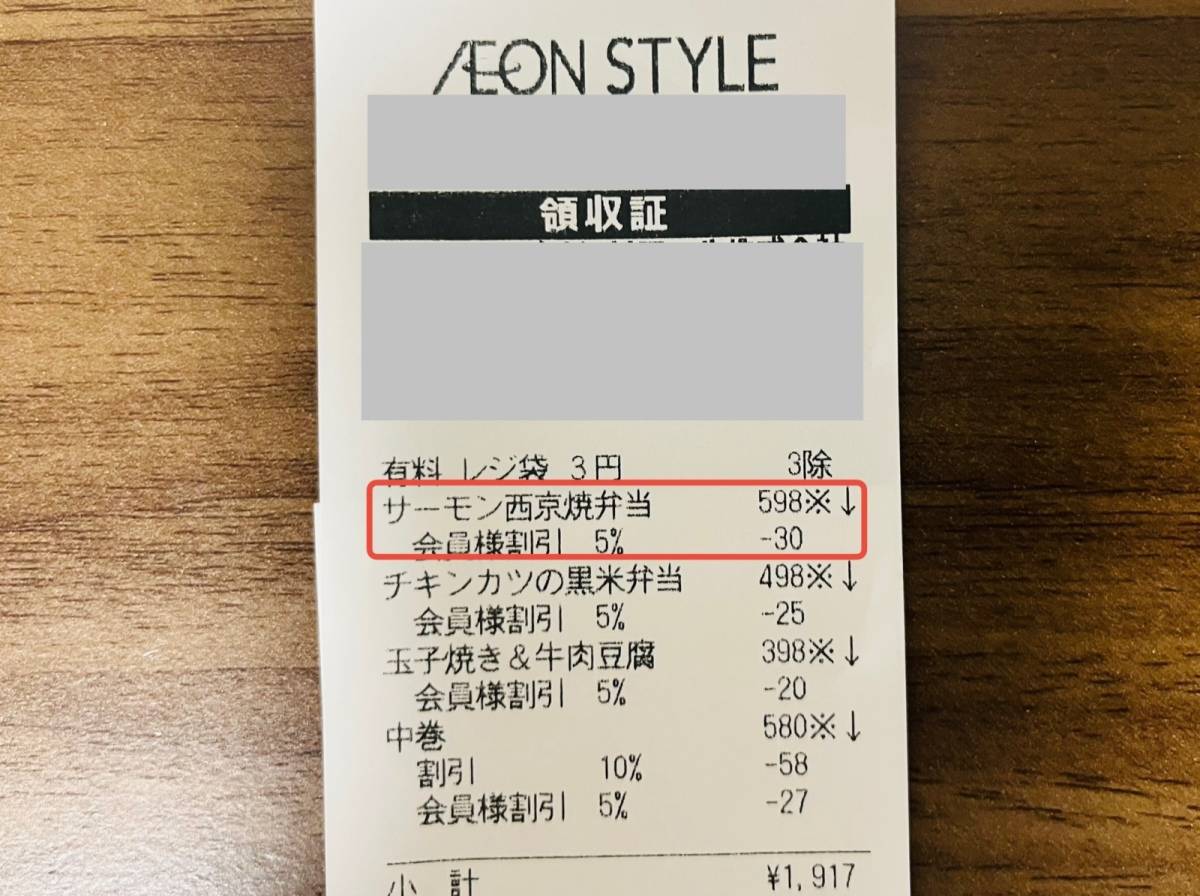 ÆON STYLE
領収証
有料 レジ袋 3円 3除
サーモン西京焼弁当 598※↓
会員様割引 5% -30
チキンカツの黒米弁当 498※↓
会員様割引 5% -25
玉子焼き&牛肉豆腐 398※↓
会員様割引 5% -20
中巻 580※↓
割引 10% -58
会員様割引 5% -27
小計 ¥1,917